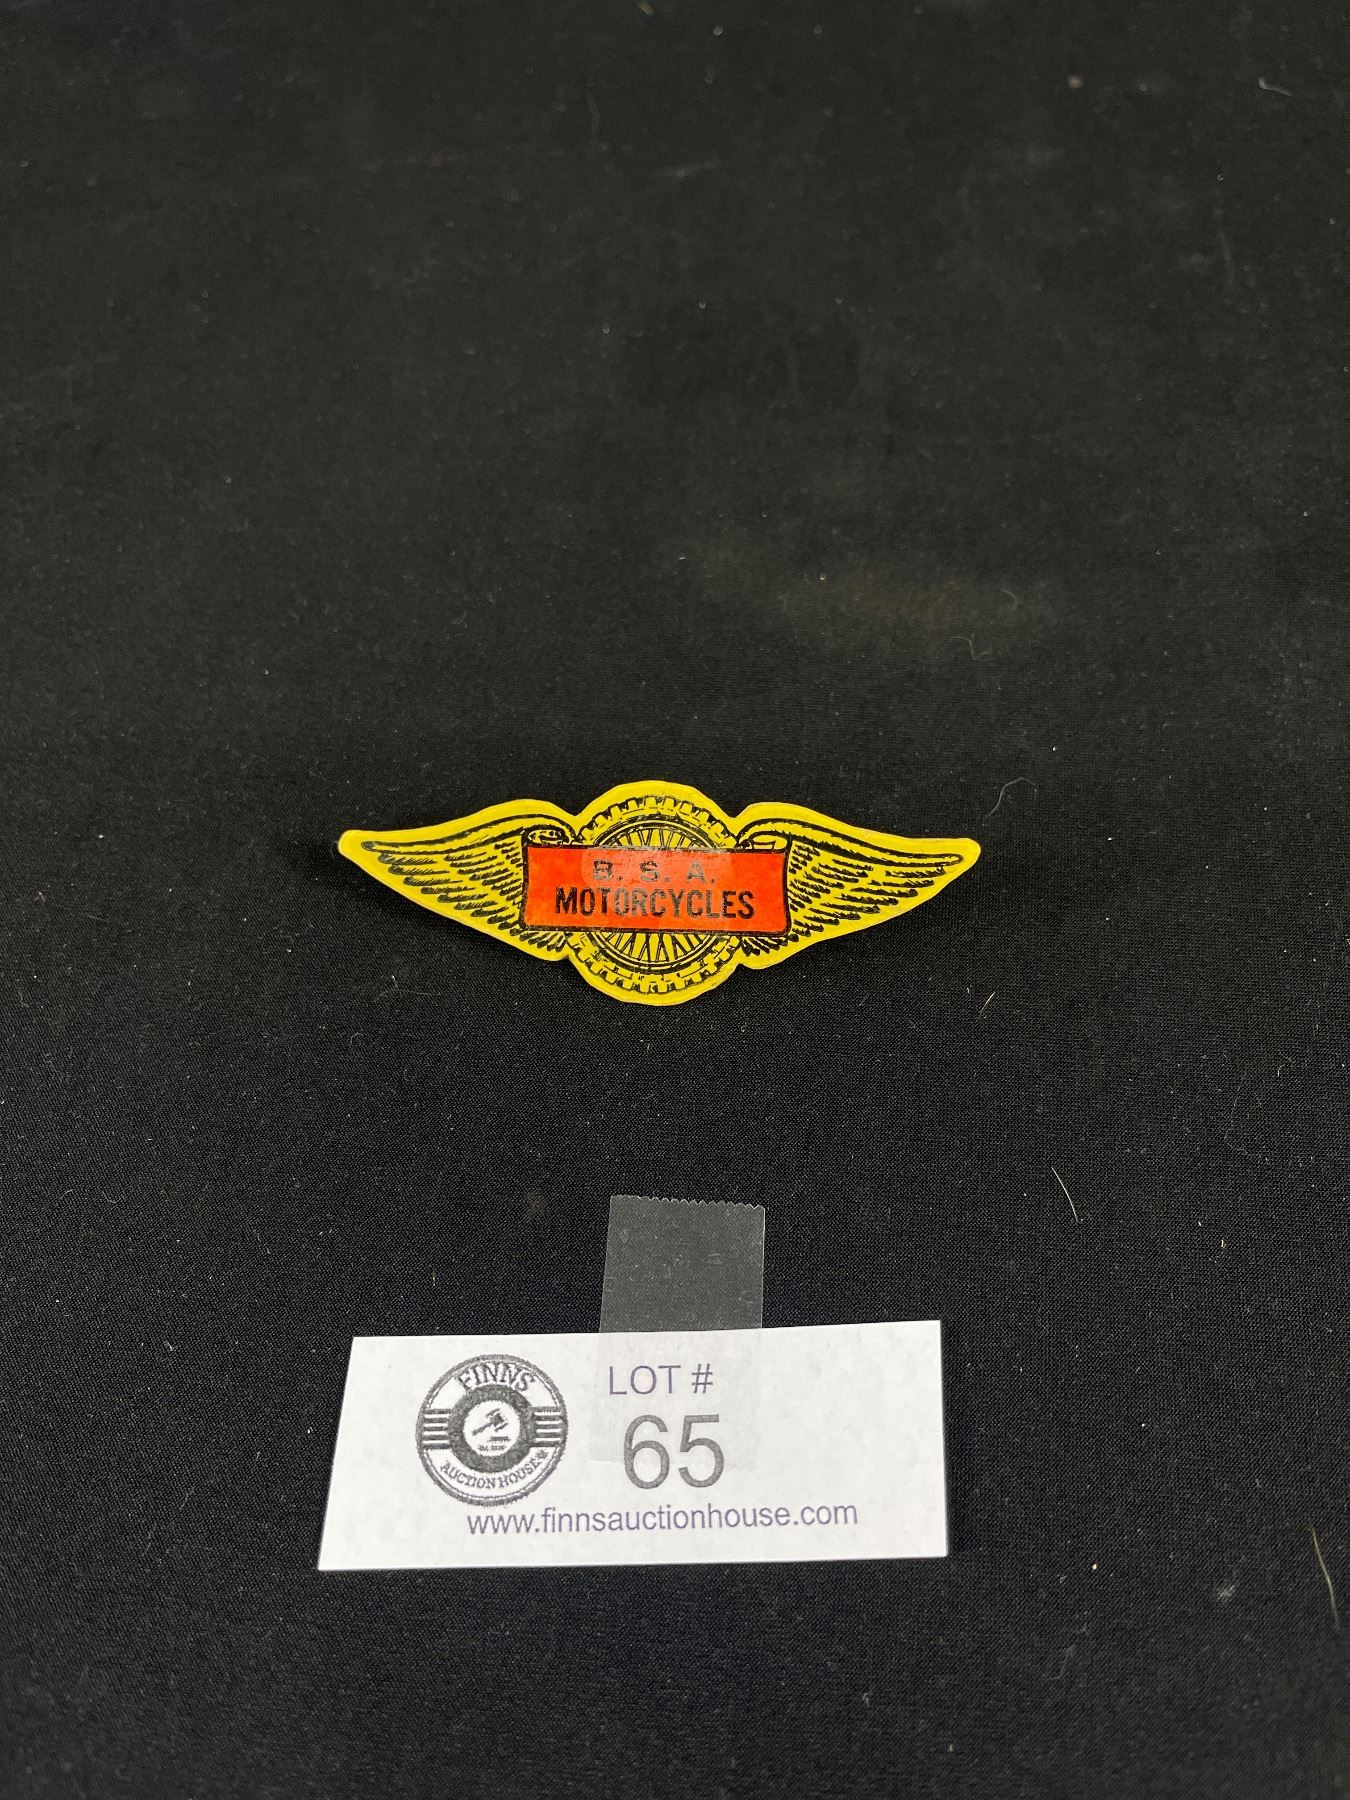 B. S. A.
MOTORCYCLES
FINNS
AUCTION HOUSE
LOT #
65
www.finnsauctionhouse.com